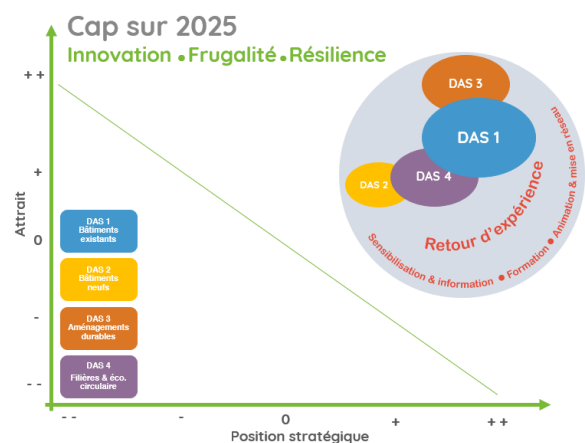 Cap sur 2025
Innovation • Frugalité • Résilience
++
+
0
-
--
Attrait
DAS 1
Bâtiments
existants
DAS 2
Bâtiments
neufs
DAS 3
Aménagements
durables
DAS 4
Filières & éco.
circulaire
DAS 3
DAS 1
DAS 4
DAS 2
Retour d'expérience
Sensibilisation & information • Formation • Animation & mise en réseau
--
-
0
+
++
Position stratégique